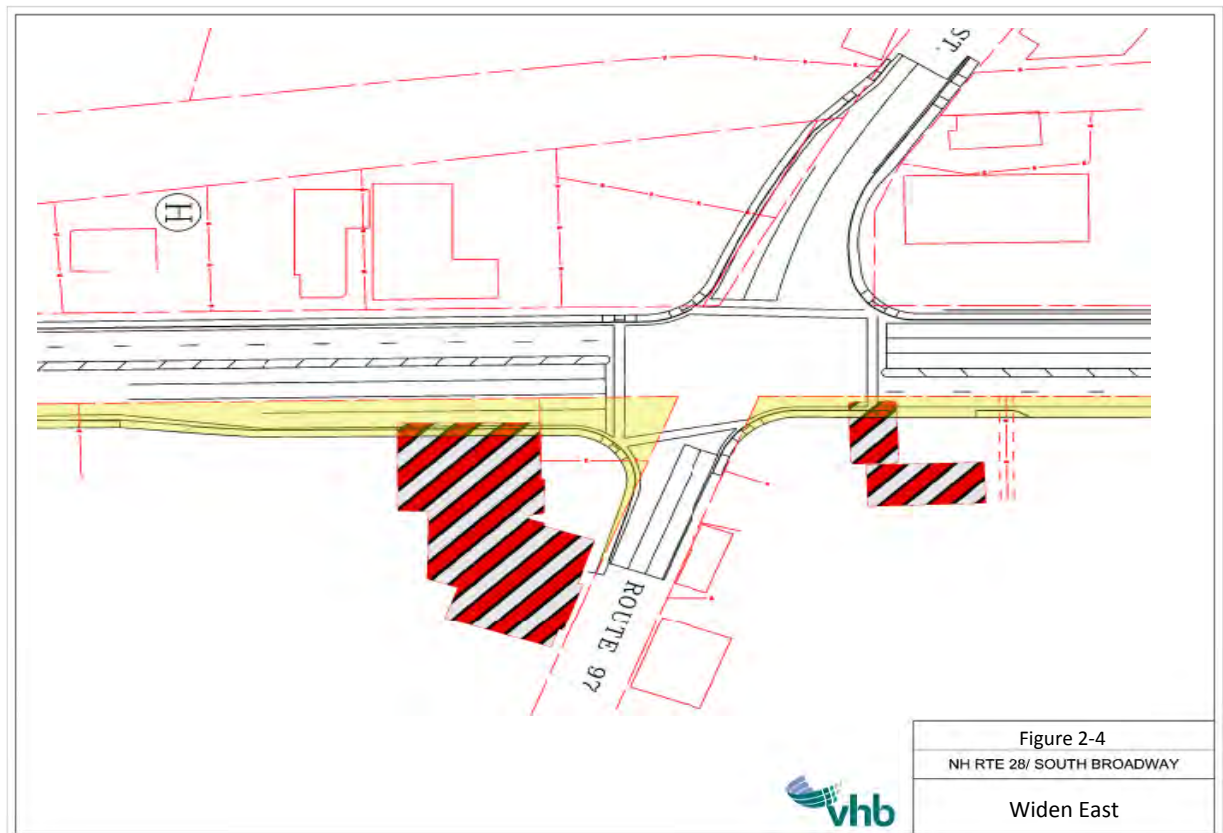 ST.
H
ROUTE 97
Figure 2-4
NH RTE 28/ SOUTH BROADWAY
Widen East
vhb